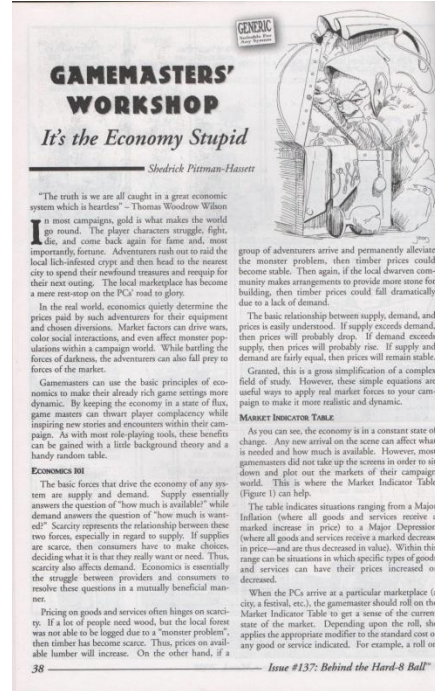 GENERIC
Suitable For
Any System
GAMEMASTERS'
WORKSHOP
It's the Economy Stupid
Shedrick Pittman-Hassett
"The truth is we are all caught in a great economic
system which is heartless" – Thomas Woodrow Wilson
In most campaigns, gold is what makes the world
go round. The player characters struggle, fight,
die, and come back again for fame and, most
importantly, fortune. Adventurers rush out to raid the
local lich-infested crypt and then head to the nearest
city to spend their newfound treasures and reequip for
their next outing. The local marketplace has become
a mere rest-stop on the PCs' road to glory.
In the real world, economics quietly determine the
prices paid by such adventurers for their equipment
and chosen diversions. Market factors can drive wars,
color social interactions, and even affect monster pop-
ulations within a campaign world. While battling the
forces of darkness, the adventurers can also fall prey to
forces of the market.
Gamemasters can use the basic principles of eco-
nomics to make their already rich game settings more
dynamic. By keeping the economy in a state of flux,
game masters can thwart player complacency while
inspiring new stories and encounters within their cam-
paign. As with most role-playing tools, these benefits
can be gained with a little background theory and a
handy random table.
ECONOMICS 101
The basic forces that drive the economy of any sys-
tem are supply and demand. Supply essentially
answers the question of "how much is available?" while
demand answers the question of "how much is want-
ed?" Scarcity represents the relationship between these
two forces, especially in regard to supply. If supplies
are scarce, then consumers have to make choices,
deciding what it is that they really want or need. Thus,
scarcity also affects demand. Economics is essentially
the struggle between providers and consumers to
resolve these questions in a mutually beneficial man-
ner.
Pricing on goods and services often hinges on scarci-
ty. If a lot of people need wood, but the local forest
was not able to be logged due to a "monster problem",
then timber has become scarce. Thus, prices on avail-
able lumber will increase. On the other hand, if a
group of adventurers arrive and permanently alleviate
the monster problem, then timber prices could
become stable. Then again, if the local dwarven com-
munity makes arrangements to provide more stone for
building, then timber prices could fall dramatically
due to a lack of demand.
The basic relationship between supply, demand, and
prices is easily understood. If supply exceeds demand,
then prices will probably drop. If demand exceeds
supply, then prices will probably rise. If supply and
demand are fairly equal, then prices will remain stable.
Granted, this is a gross simplification of a complex
field of study. However, these simple equations are
useful ways to apply real market forces to your cam-
paign to make it more realistic and dynamic.
MARKET INDICATOR TABLE
As you can see, the economy is in a constant state of
change. Any new arrival on the scene can affect what
is needed and how much is available. However, most
gamemasters did not take up the screen in order to sit
down and plot out the markets of their campaign
world. This is where the Market Indicator Table
(Figure 1) can help.
The table indicates situations ranging from a Major
Inflation (where all goods and services receive a
marked increase in price) to a Major Depression
(where all goods and services receive a marked decrease
in price—and are thus decreased in value). Within this
range can be situations in which specific types of goods
and services can have their prices increased or
decreased.
When the PCs arrive at a particular marketplace (a
city, a festival, etc.), the gamemaster should roll on the
Market Indicator Table to get a sense of the current
state of the market. Depending upon the roll, she
applies the appropriate modifier to the standard cost of
any good or service indicated. For example, a roll on
38
Issue #137: Behind the Hard-8 Ball™